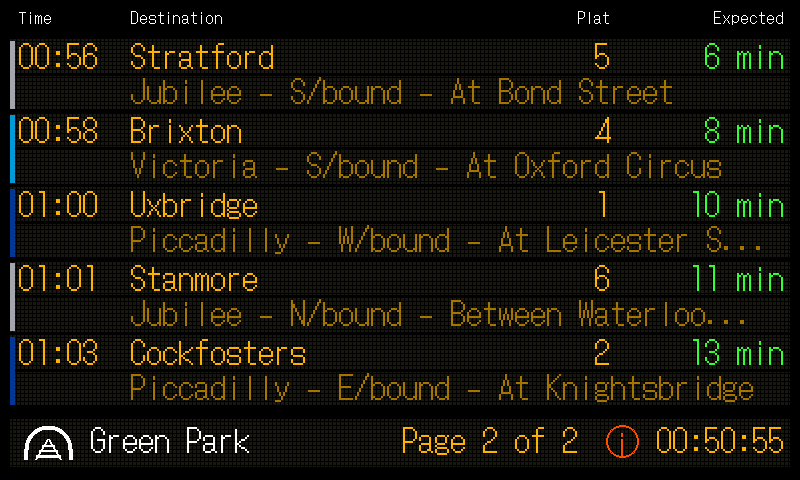 Time Destination Plat Expected
00:56 Stratford 5 6 min
Jubilee - S/bound - At Bond Street
00:58 Brixton 4 8 min
Victoria - S/bound - At Oxford Circus
01:00 Uxbridge 1 10 min
Piccadilly - W/bound - At Leicester S...
01:01 Stanmore 6 11 min
Jubilee - N/bound - Between Waterloo...
01:03 Cockfosters 2 13 min
Piccadilly - E/bound - At Knightsbridge
Green Park Page 2 of 2 i 00:50:55